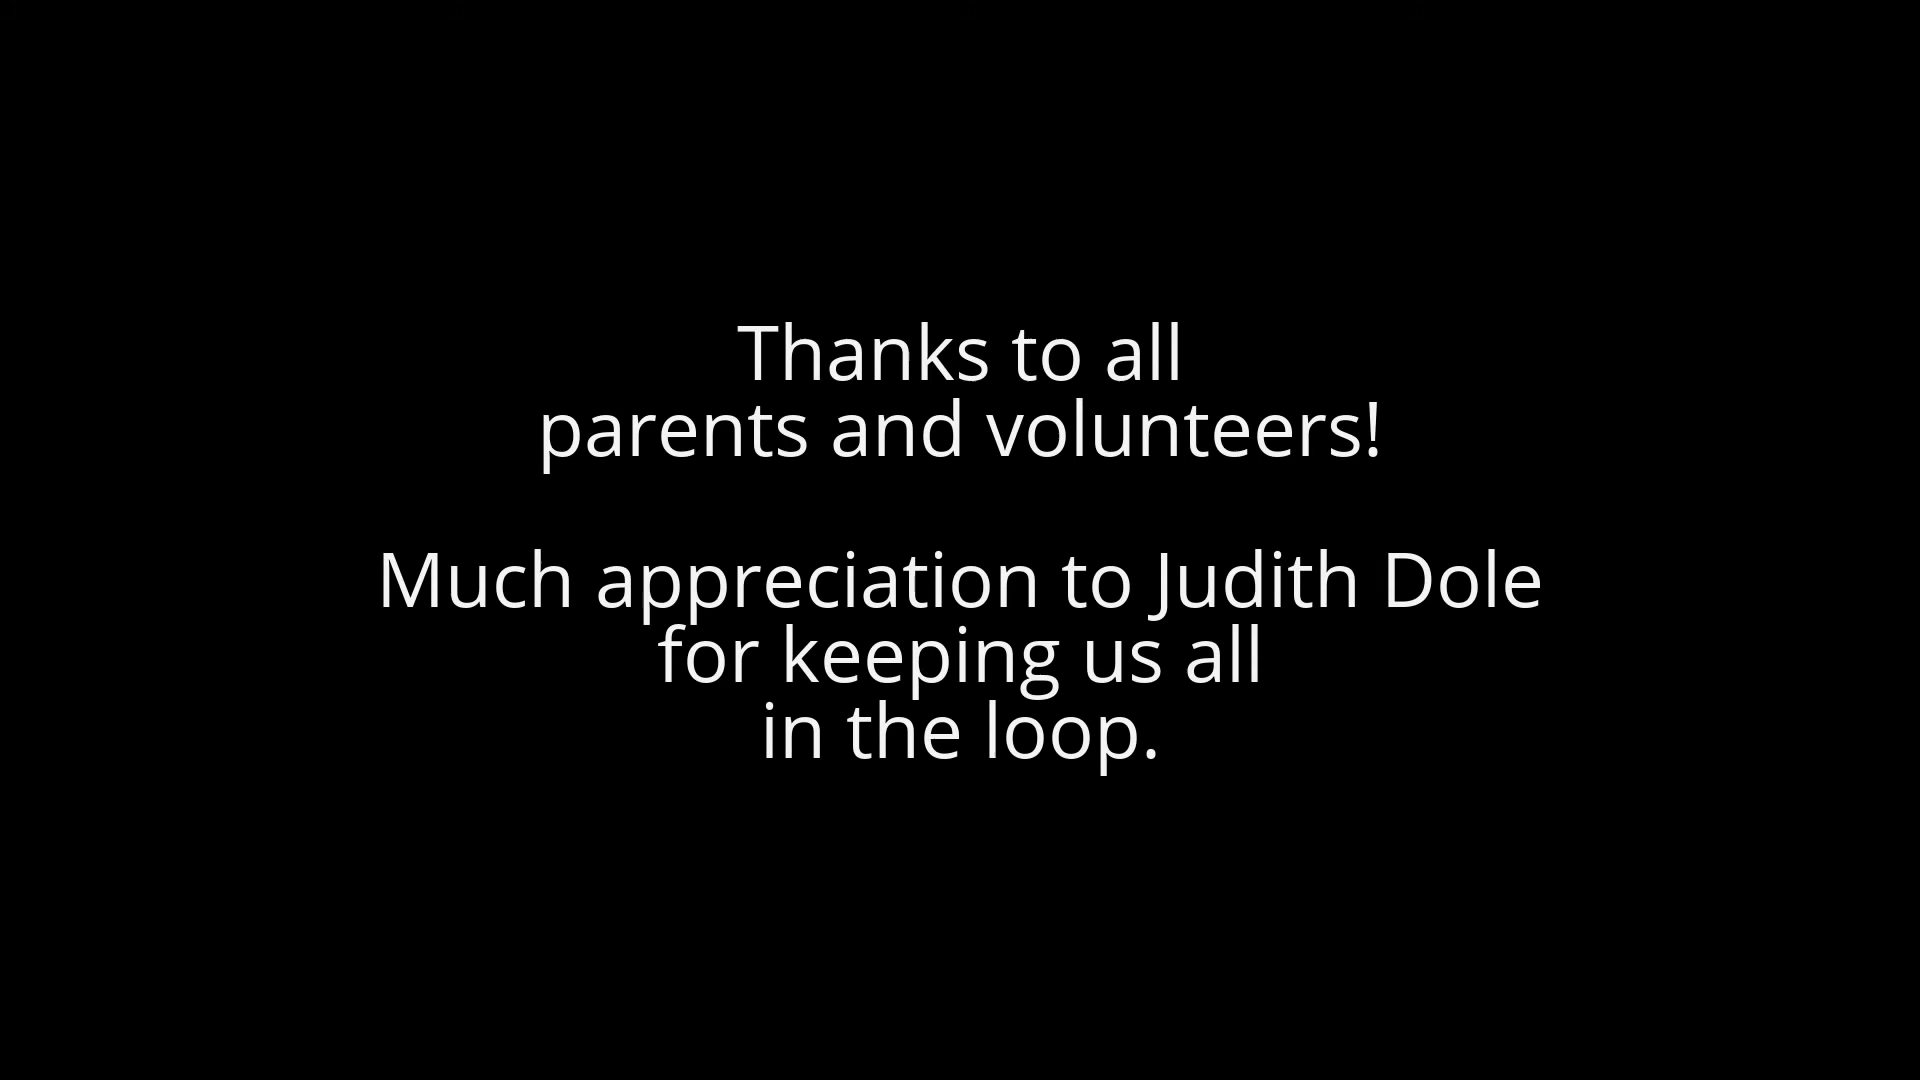 Thanks to all
parents and volunteers!
Much appreciation to Judith Dole
for keeping us all
in the loop.